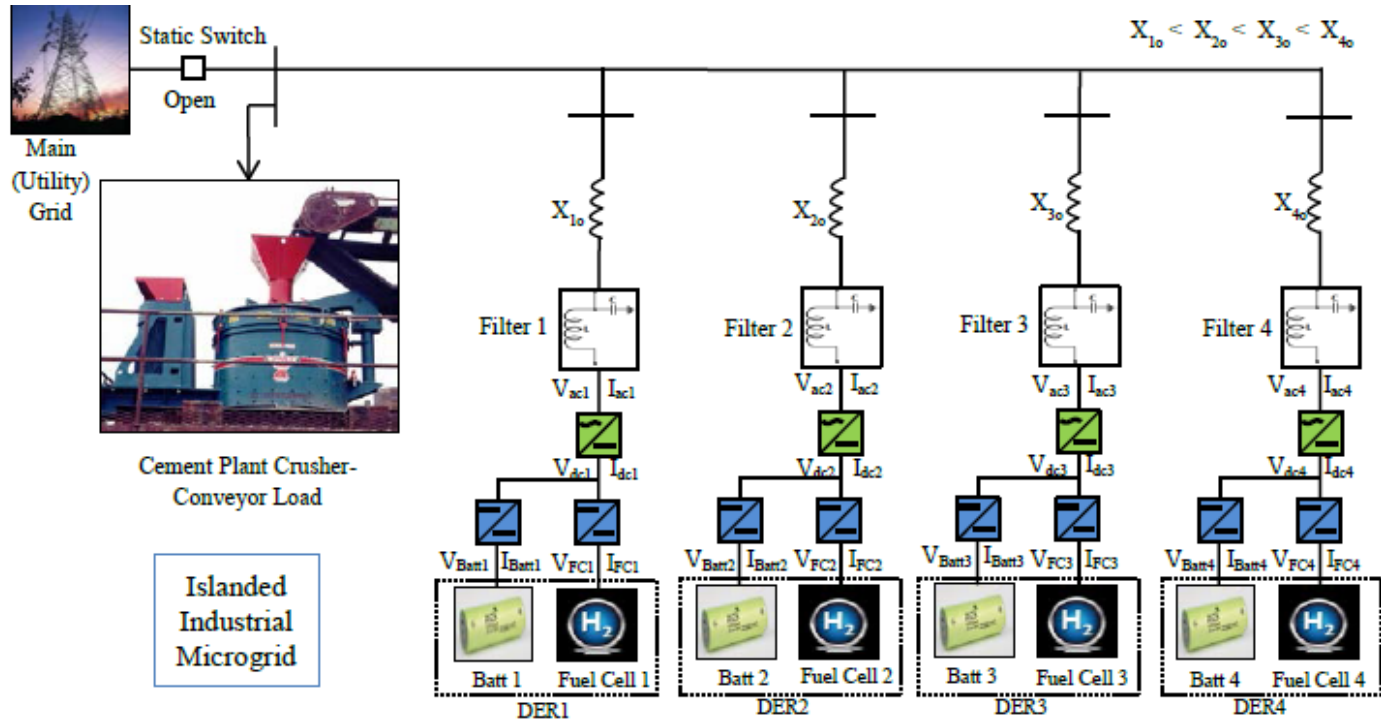 Static Switch
Open
Main
(Utility)
Grid
X1o < X2o < X3o < X4o
X1o
X2o
X3o
X4o
Filter 1
Filter 2
Filter 3
Filter 4
Vac1 Iac1
Vac2 Iac2
Vac3 Iac3
Vac4 Iac4
Cement Plant Crusher-
Conveyor Load
Vdc1 Idc1
Vdc2 Idc2
Vdc3 Idc3
Vdc4 Idc4
Islanded
Industrial
Microgrid
VBatt1 IBatt1 VFC1 IFC1
VBatt2 IBatt2 VFC2 IFC2
VBatt3 IBatt3 VFC3 IFC3
VBatt4 IBatt4 VFC4 IFC4
H2
H2
H2
H2
Batt 1 Fuel Cell 1
Batt 2 Fuel Cell 2
Batt 3 Fuel Cell 3
Batt 4 Fuel Cell 4
DER1
DER2
DER3
DER4